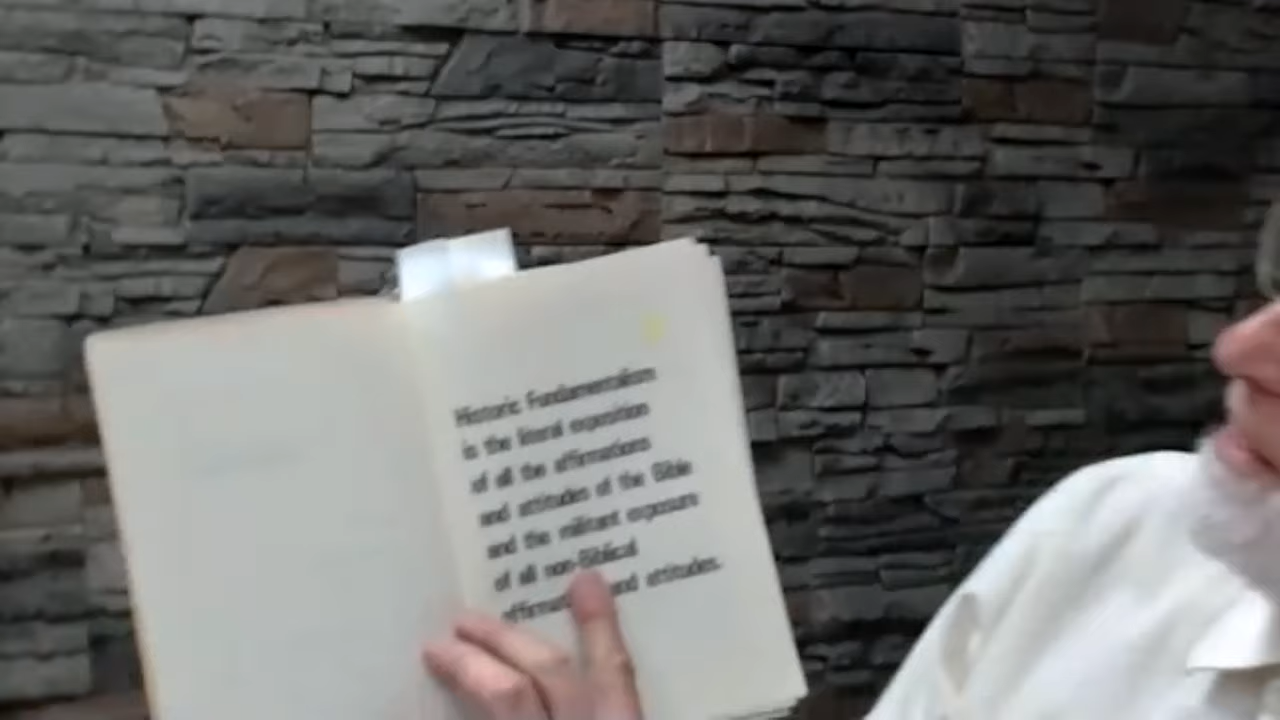 Historic Fundamentalism
is the literal exposition
of all the affirmations
and attitudes of the Bible
and the militant exposure
of all non-Biblical
affirmat and attitudes.